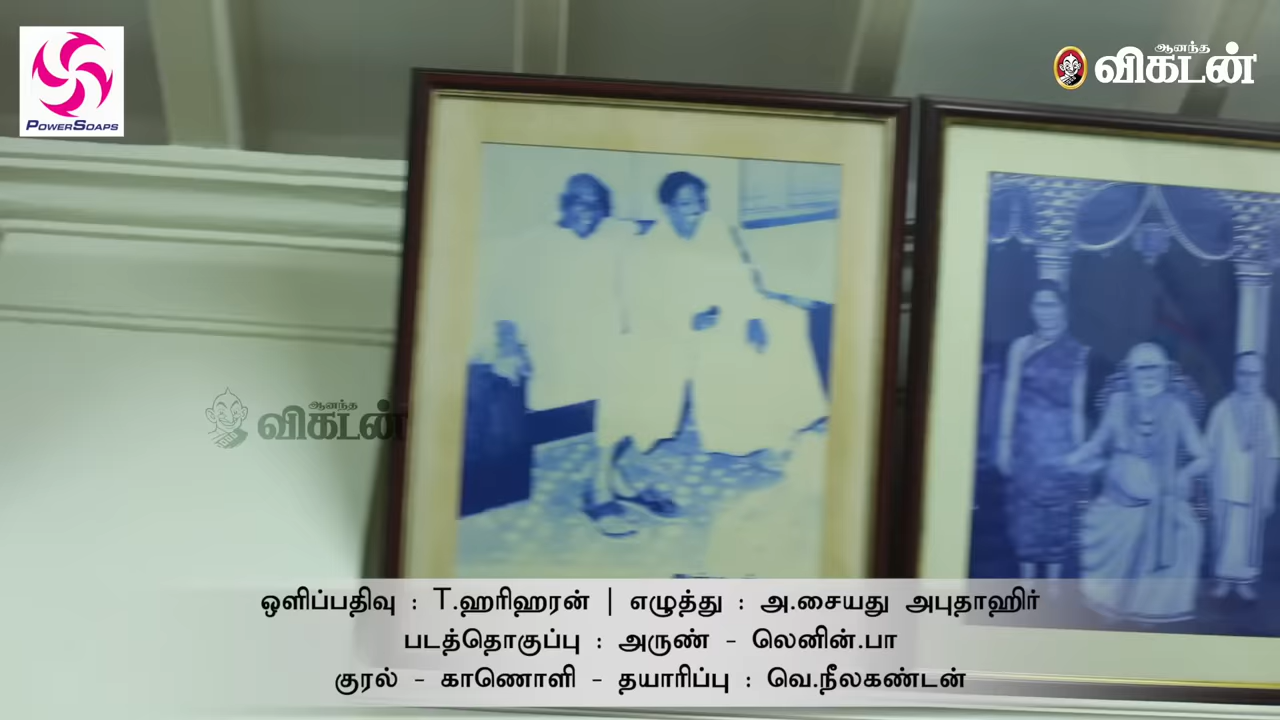 POWERSOAPS
ஆனந்த
விகடன்
ஆனந்த
விகடன்
ஒளிப்பதிவு : T.ஹரிஹரன் | எழுத்து : அ.சையது அபுதாஹிர்
படத்தொகுப்பு : அருண் - லெனின்.பா
குரல் - காணொளி - தயாரிப்பு : வெ.நீலகண்டன்